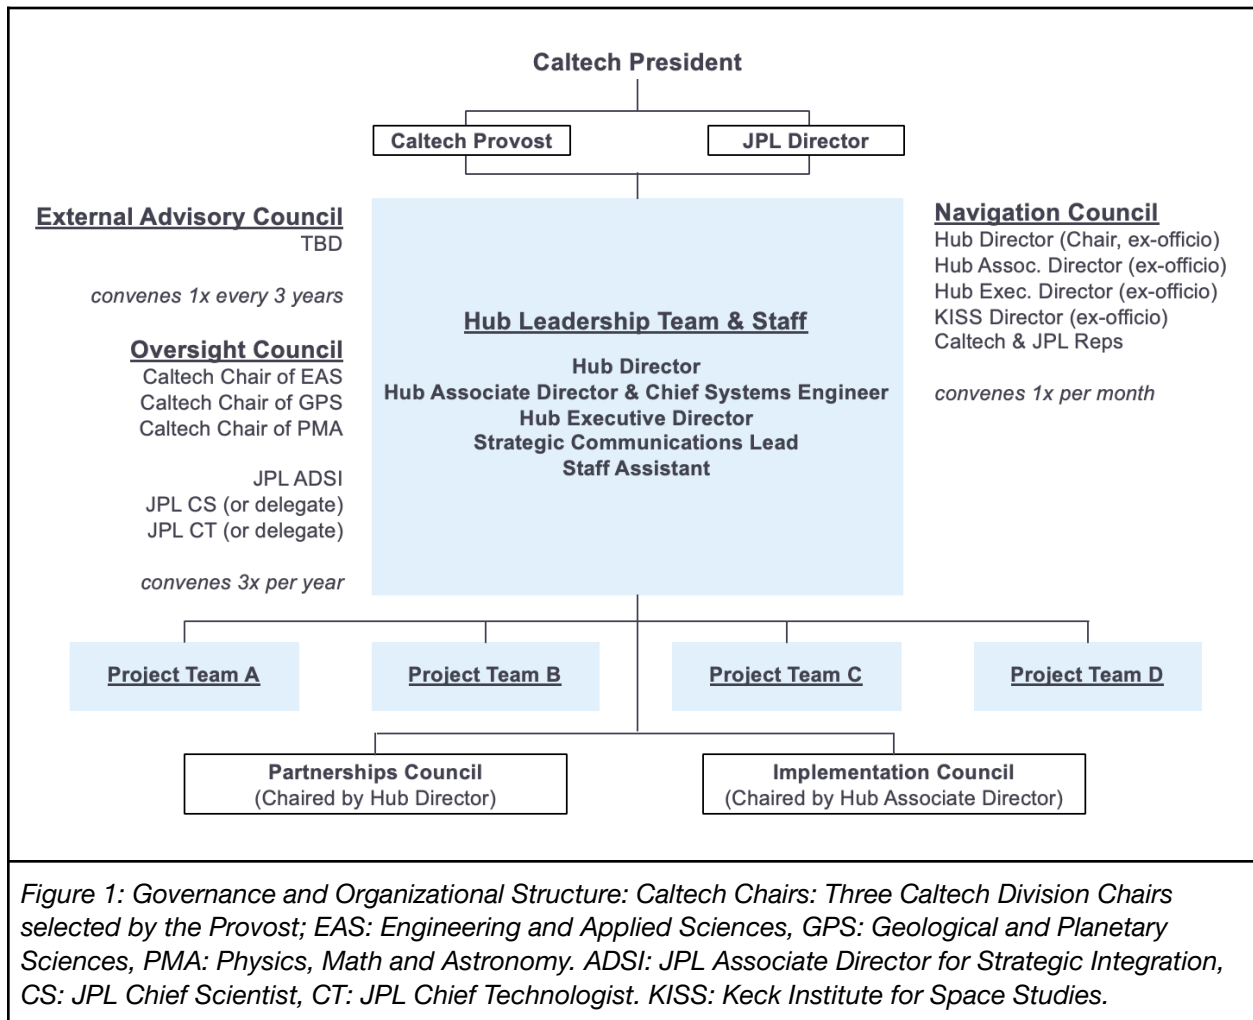 Caltech President
Caltech Provost
JPL Director
External Advisory Council
TBD
convenes 1x every 3 years
Oversight Council
Caltech Chair of EAS
Caltech Chair of GPS
Caltech Chair of PMA
JPL ADSI
JPL CS (or delegate)
JPL CT (or delegate)
convenes 3x per year
Hub Leadership Team & Staff
Hub Director
Hub Associate Director & Chief Systems Engineer
Hub Executive Director
Strategic Communications Lead
Staff Assistant
Navigation Council
Hub Director (Chair, ex-officio)
Hub Assoc. Director (ex-officio)
Hub Exec. Director (ex-officio)
KISS Director (ex-officio)
Caltech & JPL Reps
convenes 1x per month
Project Team A
Project Team B
Project Team C
Project Team D
Partnerships Council
(Chaired by Hub Director)
Implementation Council
(Chaired by Hub Associate Director)
Figure 1: Governance and Organizational Structure: Caltech Chairs: Three Caltech Division Chairs
selected by the Provost; EAS: Engineering and Applied Sciences, GPS: Geological and Planetary
Sciences, PMA: Physics, Math and Astronomy. ADSI: JPL Associate Director for Strategic Integration,
CS: JPL Chief Scientist, CT: JPL Chief Technologist. KISS: Keck Institute for Space Studies.